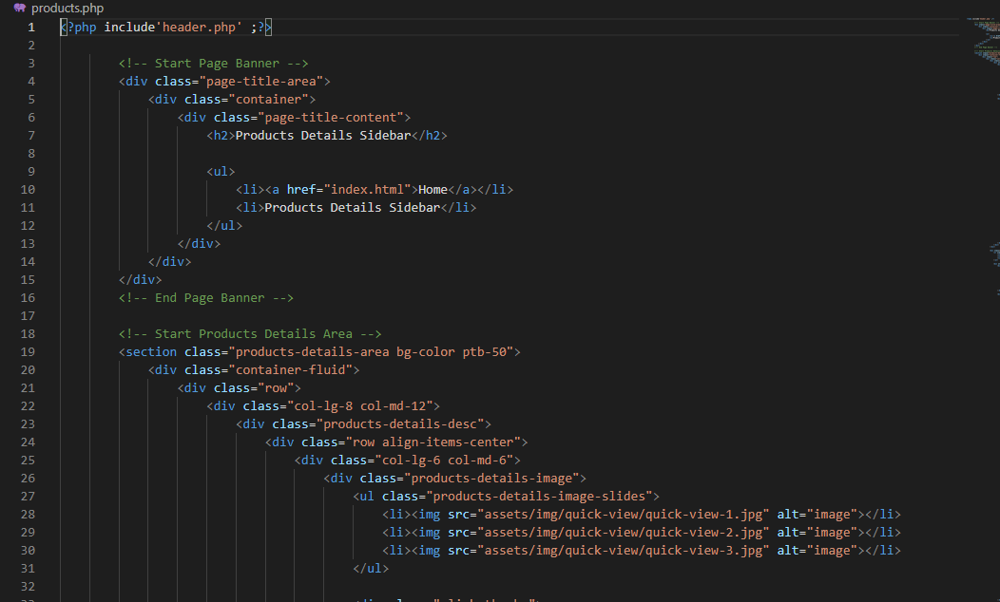 products.php
1 <?php include'header.php' ;?>
2
3 <!-- Start Page Banner -->
4 <div class="page-title-area">
5 <div class="container">
6 <div class="page-title-content">
7 <h2>Products Details Sidebar</h2>
8
9 <ul>
10 <li><a href="index.html">Home</a></li>
11 <li>Products Details Sidebar</li>
12 </ul>
13 </div>
14 </div>
15 </div>
16 <!-- End Page Banner -->
17
18 <!-- Start Products Details Area -->
19 <section class="products-details-area bg-color ptb-50">
20 <div class="container-fluid">
21 <div class="row">
22 <div class="col-lg-8 col-md-12">
23 <div class="products-details-desc">
24 <div class="row align-items-center">
25 <div class="col-lg-6 col-md-6">
26 <div class="products-details-image">
27 <ul class="products-details-image-slides">
28 <li><img src="assets/img/quick-view/quick-view-1.jpg" alt="image"></li>
29 <li><img src="assets/img/quick-view/quick-view-2.jpg" alt="image"></li>
30 <li><img src="assets/img/quick-view/quick-view-3.jpg" alt="image"></li>
31 </ul>
32